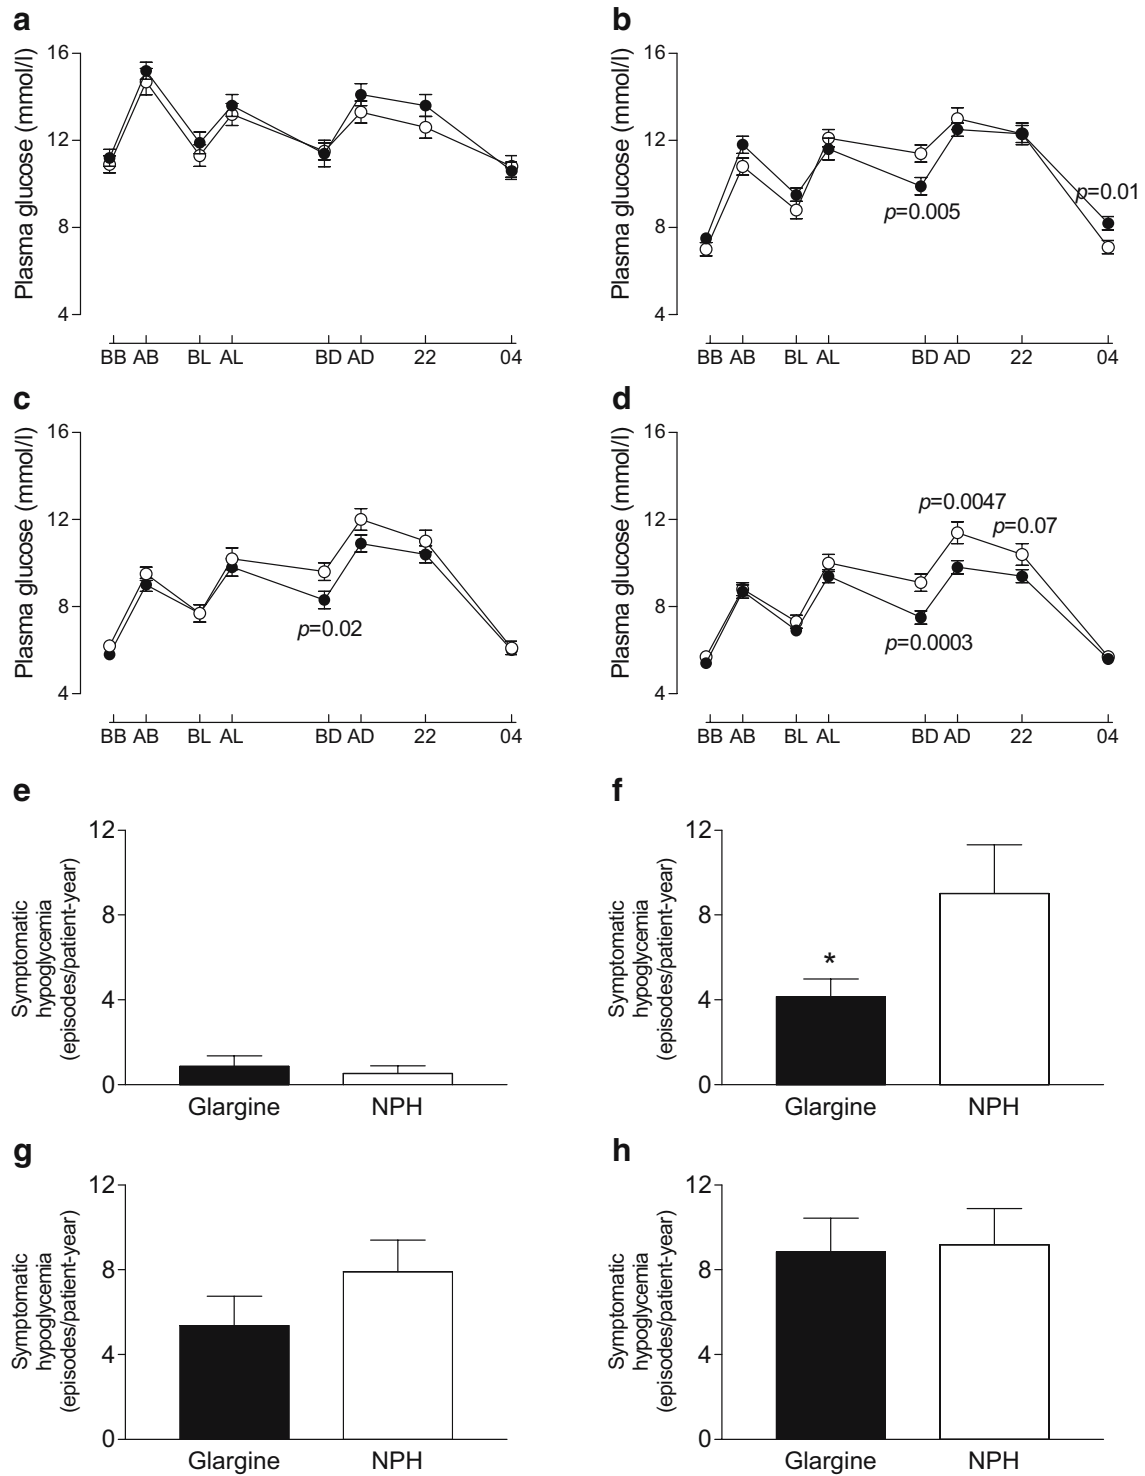 a
Plasma glucose (mmol/l)
16
12
8
4
BB AB BL AL BD AD 22 04
b
Plasma glucose (mmol/l)
16
12
8
4
p=0.005
p=0.01
BB AB BL AL BD AD 22 04
c
Plasma glucose (mmol/l)
16
12
8
4
p=0.02
BB AB BL AL BD AD 22 04
d
Plasma glucose (mmol/l)
16
12
8
4
p=0.0047
p=0.07
p=0.0003
BB AB BL AL BD AD 22 04
e
Symptomatic
hypoglycemia
(episodes/patient-year)
12
8
4
0
Glargine NPH
f
Symptomatic
hypoglycemia
(episodes/patient-year)
12
8
4
0
*
Glargine NPH
g
Symptomatic
hypoglycemia
(episodes/patient-year)
12
8
4
0
Glargine NPH
h
Symptomatic
hypoglycemia
(episodes/patient-year)
12
8
4
0
Glargine NPH